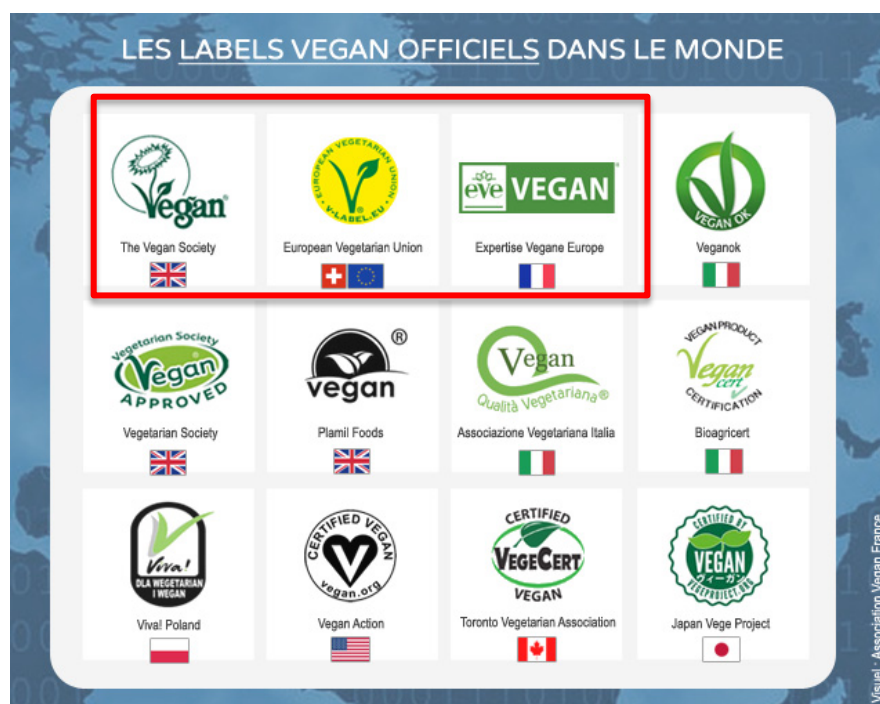 LES LABELS VEGAN OFFICIELS DANS LE MONDE
Vegan®
The Vegan Society
EUROPEAN VEGETARIAN UNION
V-LABEL.EU
European Vegetarian Union
eve VEGAN®
Expertise Vegane Europe
VEGAN OK
Veganok
Vegetarian Society
Vegan
APPROVED
Vegetarian Society
®
vegan
Plamil Foods
Vegan
Qualità Vegetariana®
Associazione Vegetariana Italia
VEGAN PRODUCT
Vegan
cert
CERTIFICATION
Bioagricert
Viva!
DLA WEGETARIAN
I WEGAN
Viva! Poland
CERTIFIED VEGAN
V
vegan.org
Vegan Action
CERTIFIED
VEGECERT
VEGAN
Toronto Vegetarian Association
CERTIFIED BY
VEGAN
ヴィーガン
VEGEPROJECT.ORG
Japan Vege Project
Visuel : Association Vegan France